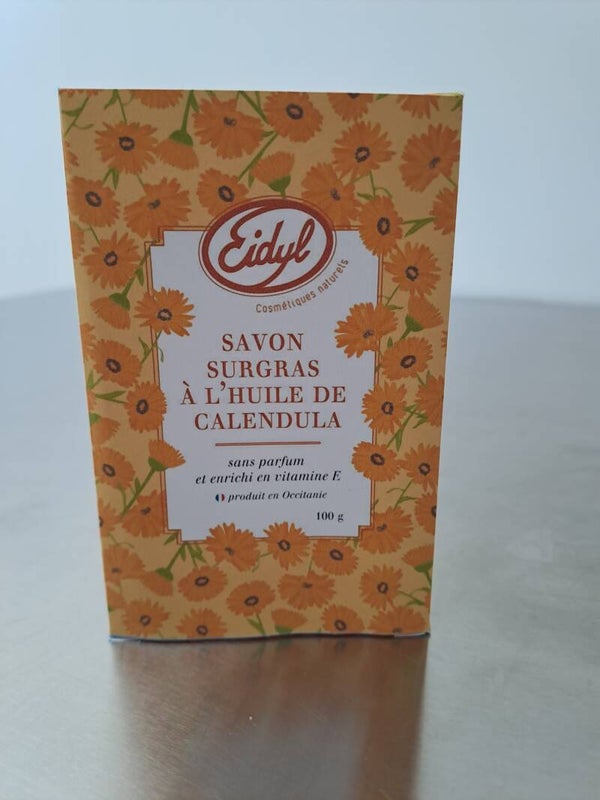 Eidyl
Cosmétiques naturels
SAVON
SURGRAS
À L'HUILE DE
CALENDULA
sans parfum
et enrichi en vitamine E
produit en Occitanie
100 g